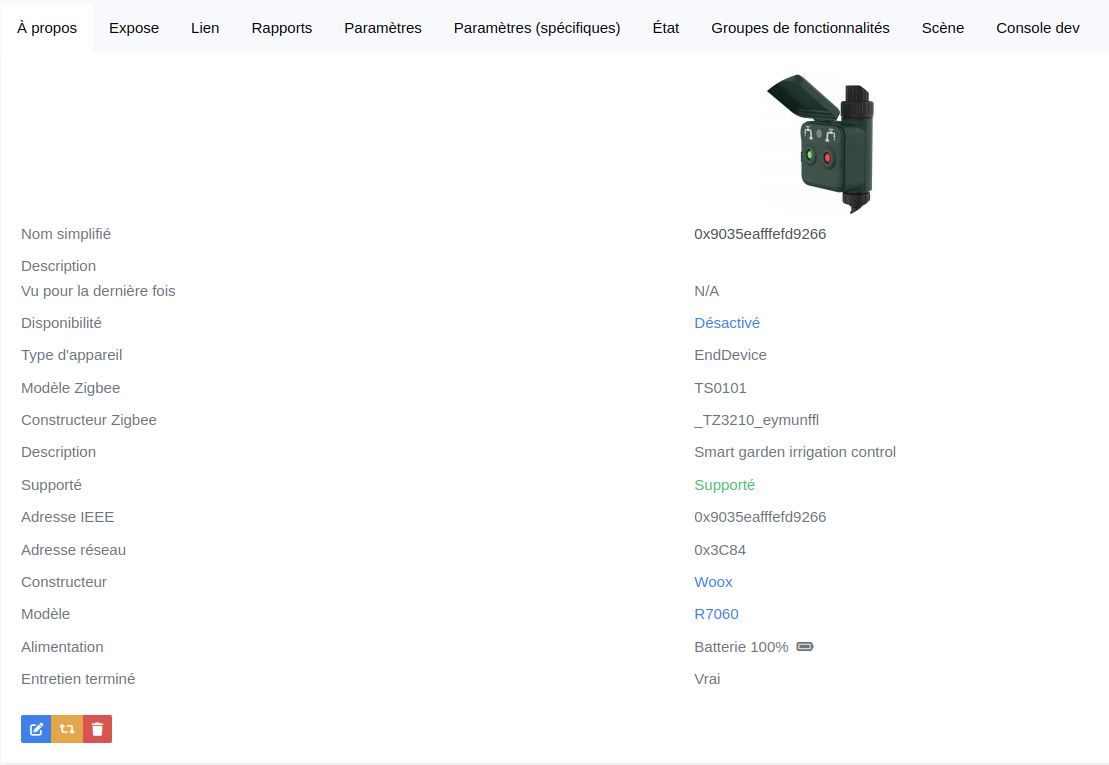 À propos Expose Lien Rapports Paramètres Paramètres (spécifiques) État Groupes de fonctionnalités Scène Console dev
Nom simplifié 0x9035eafffefd9266
Description
Vu pour la dernière fois N/A
Disponibilité Désactivé
Type d'appareil EndDevice
Modèle Zigbee TS0101
Constructeur Zigbee _TZ3210_eymunffl
Description Smart garden irrigation control
Supporté Supporté
Adresse IEEE 0x9035eafffefd9266
Adresse réseau 0x3C84
Constructeur Woox
Modèle R7060
Alimentation Batterie 100%
Entretien terminé Vrai